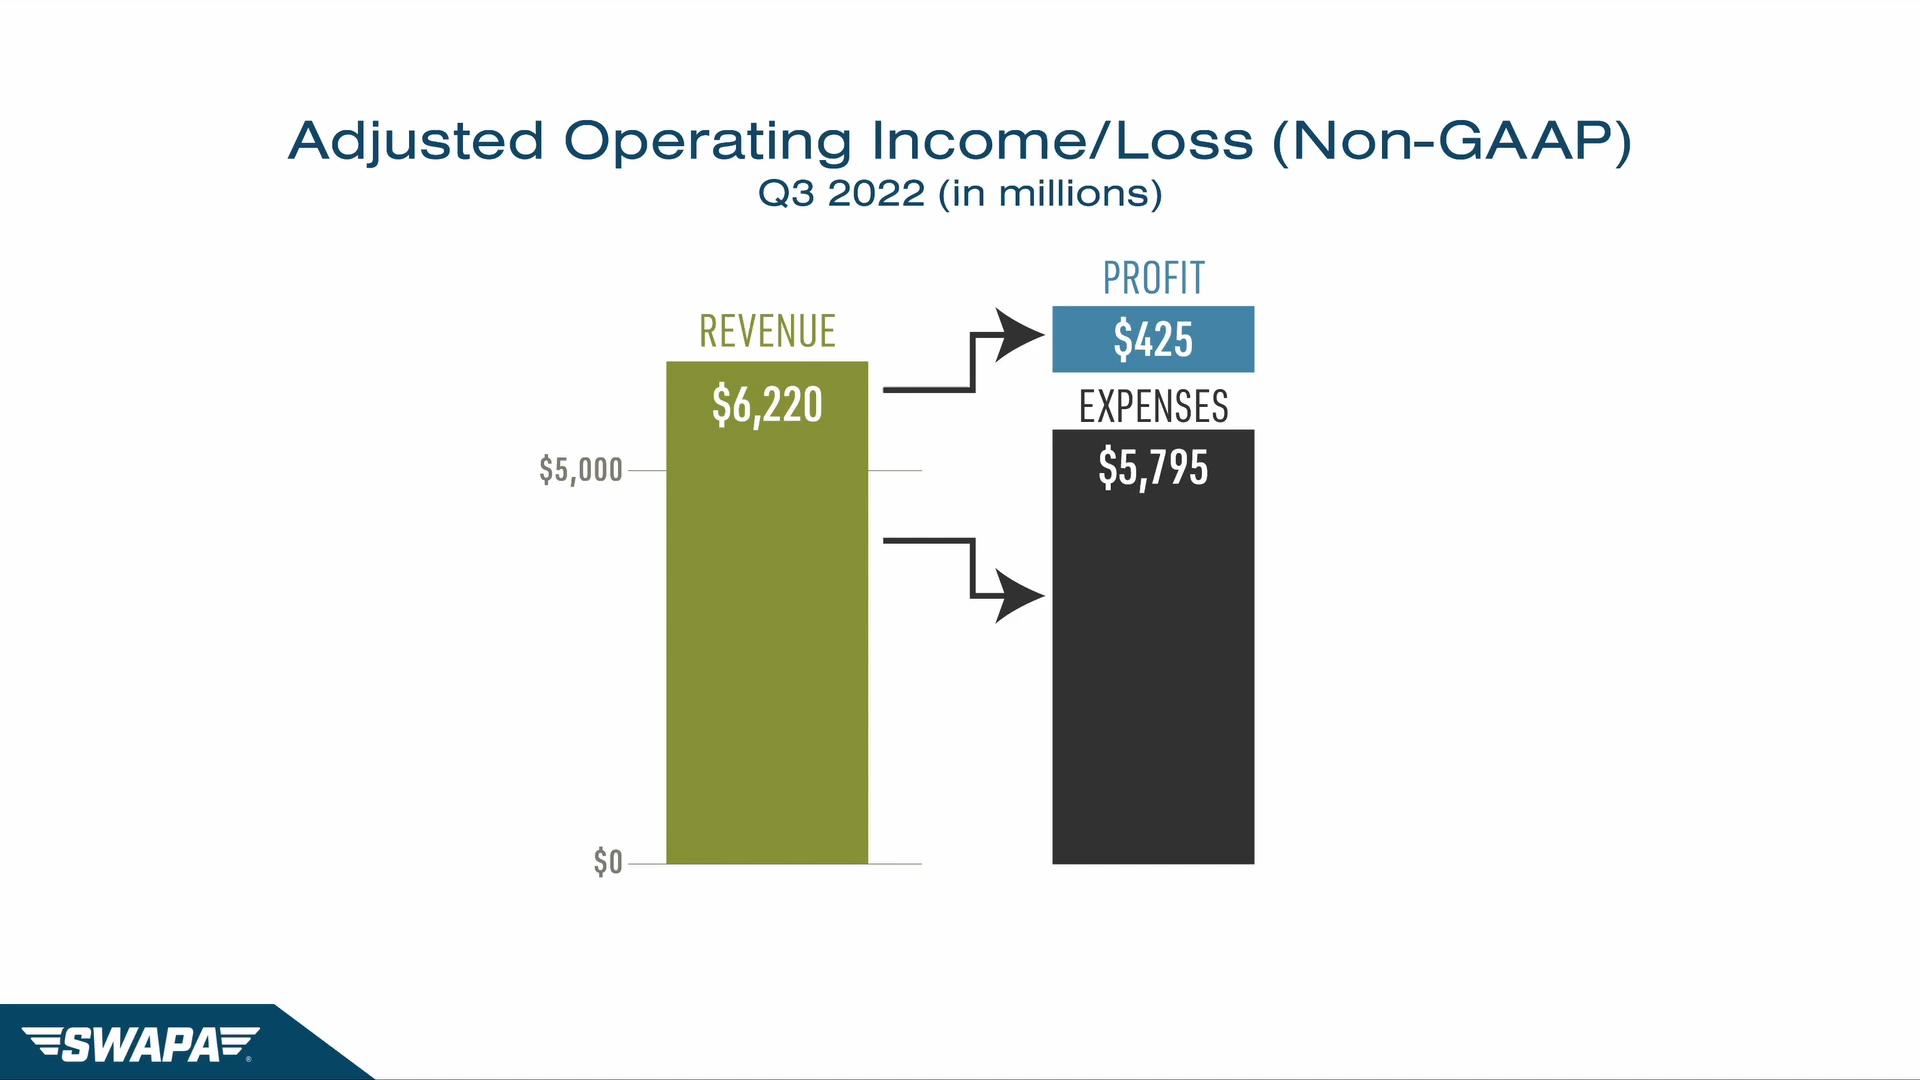 Adjusted Operating Income/Loss (Non-GAAP)
Q3 2022 (in millions)
PROFIT
$425
REVENUE
$6,220
EXPENSES
$5,795
$5,000
$0
SWAPA®